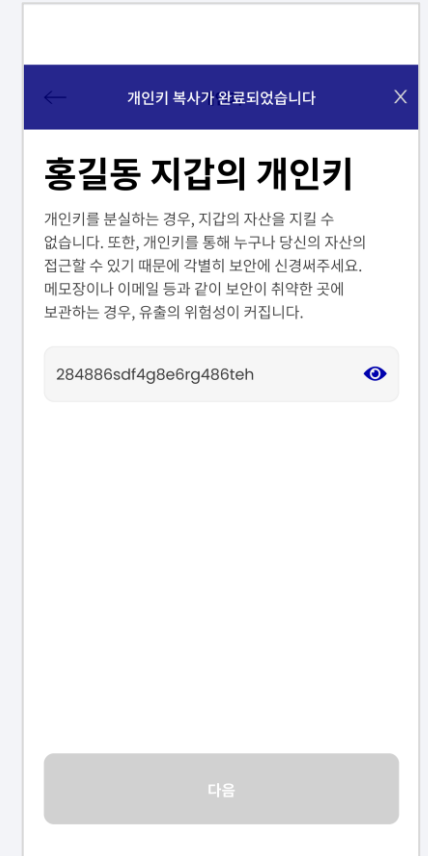 개인키 복사가 완료되었습니다
홍길동 지갑의 개인키
개인키를 분실하는 경우, 지갑의 자산을 지킬 수
없습니다. 또한, 개인키를 통해 누구나 당신의 자산의
접근할 수 있기 때문에 각별히 보안에 신경써주세요.
메모장이나 이메일 등과 같이 보안이 취약한 곳에
보관하는 경우, 유출의 위험성이 커집니다.
284886sdf4g8e6rg486teh
다음